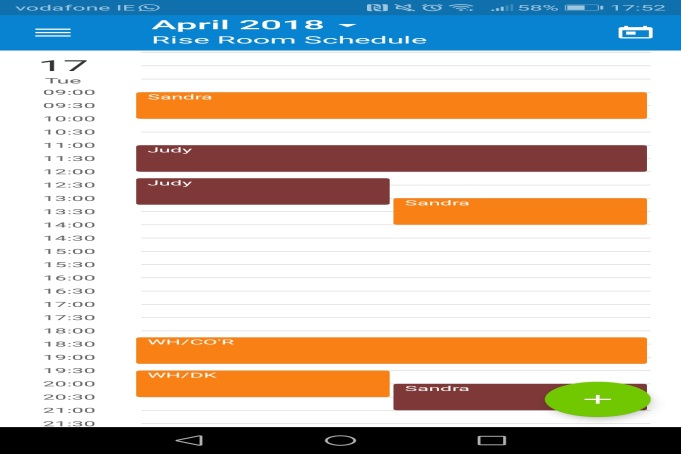 vodafone IE 58% 17:52
April 2018
Rise Room Schedule
17
Tue
09:00
Sandra
09:30
10:00
10:30
11:00
Judy
11:30
12:00
12:30
Judy
13:00
Sandra
13:30
14:00
14:30
15:00
15:30
16:00
16:30
17:00
17:30
18:00
18:30
WH/CO'R
19:00
19:30
WH/DK
20:00
Sandra
20:30
21:00
21:30